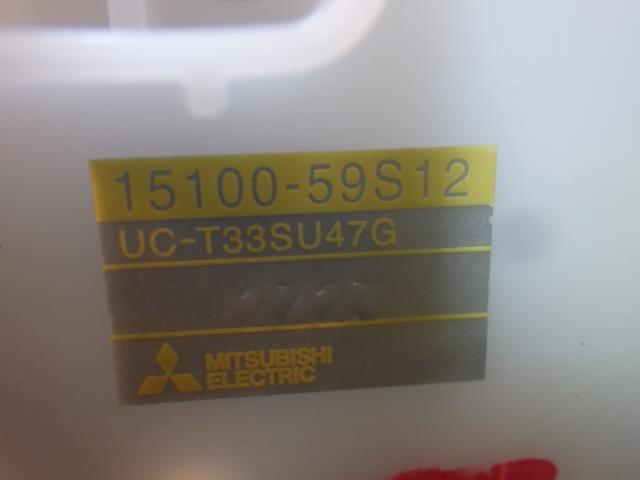 15100-59S12
UC-T33SU47G
MITSUBISHI
ELECTRIC